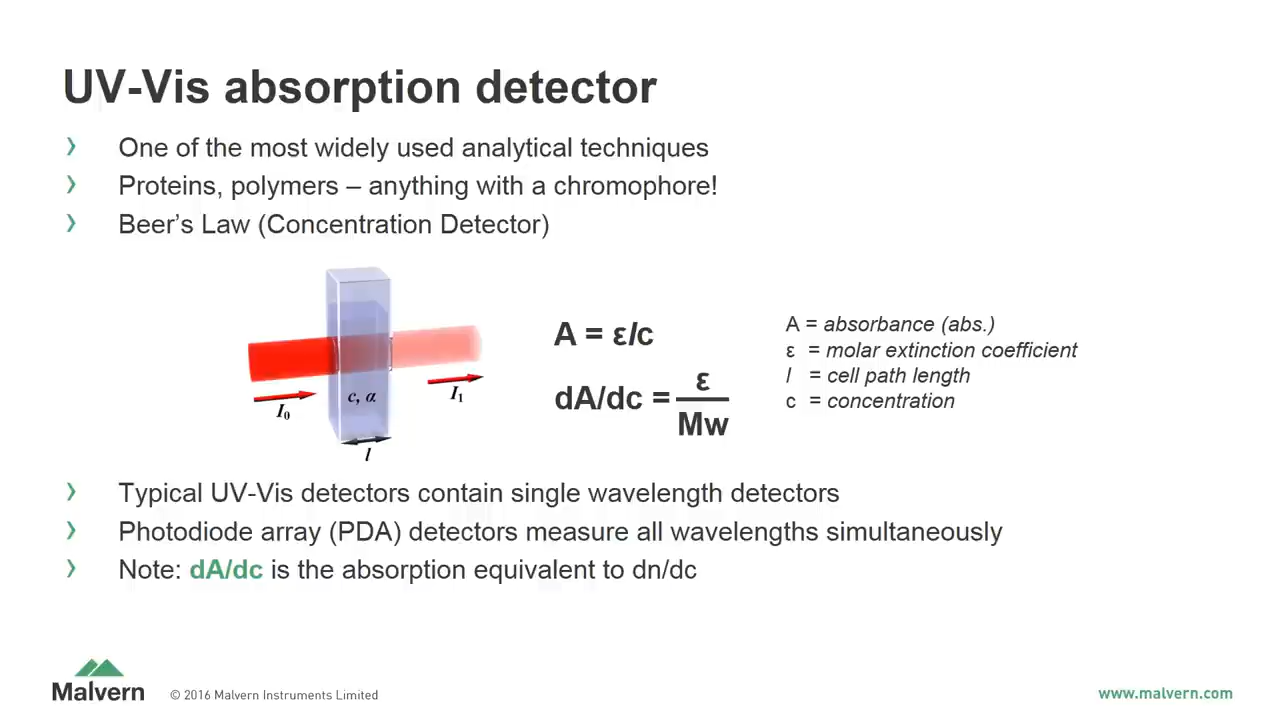 UV-Vis absorption detector
› One of the most widely used analytical techniques
› Proteins, polymers – anything with a chromophore!
› Beer’s Law (Concentration Detector)
I₀
c, α
I₁
l
A = εlc
dA/dc = ε / Mw
A = absorbance (abs.)
ε = molar extinction coefficient
l = cell path length
c = concentration
› Typical UV-Vis detectors contain single wavelength detectors
› Photodiode array (PDA) detectors measure all wavelengths simultaneously
› Note: dA/dc is the absorption equivalent to dn/dc
Malvern
© 2016 Malvern Instruments Limited
www.malvern.com